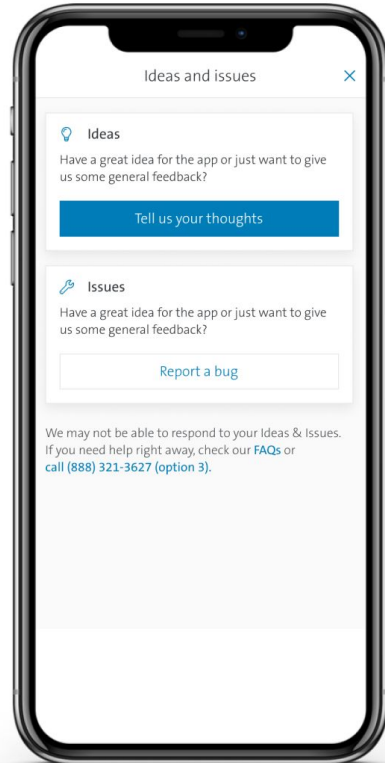 Ideas and issues
Ideas
Have a great idea for the app or just want to give
us some general feedback?
Tell us your thoughts
Issues
Have a great idea for the app or just want to give
us some general feedback?
Report a bug
We may not be able to respond to your Ideas & Issues.
If you need help right away, check our FAQs or
call (888) 321-3627 (option 3).